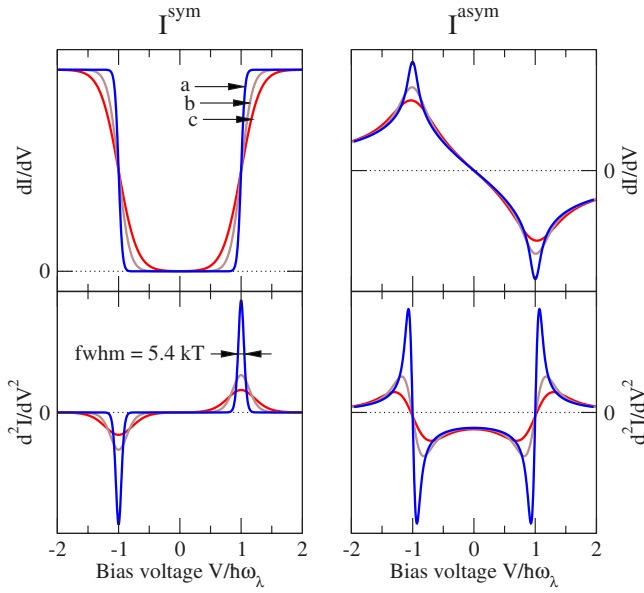 I^sym
I^asym
a
b
c
dI/dV
0
0
dI/dV
fwhm = 5.4 kT
d²I/dV²
0
0
d²I/dV²
-2 -1 0 1 2
-2 -1 0 1 2
Bias voltage V/ħω_λ
Bias voltage V/ħω_λ